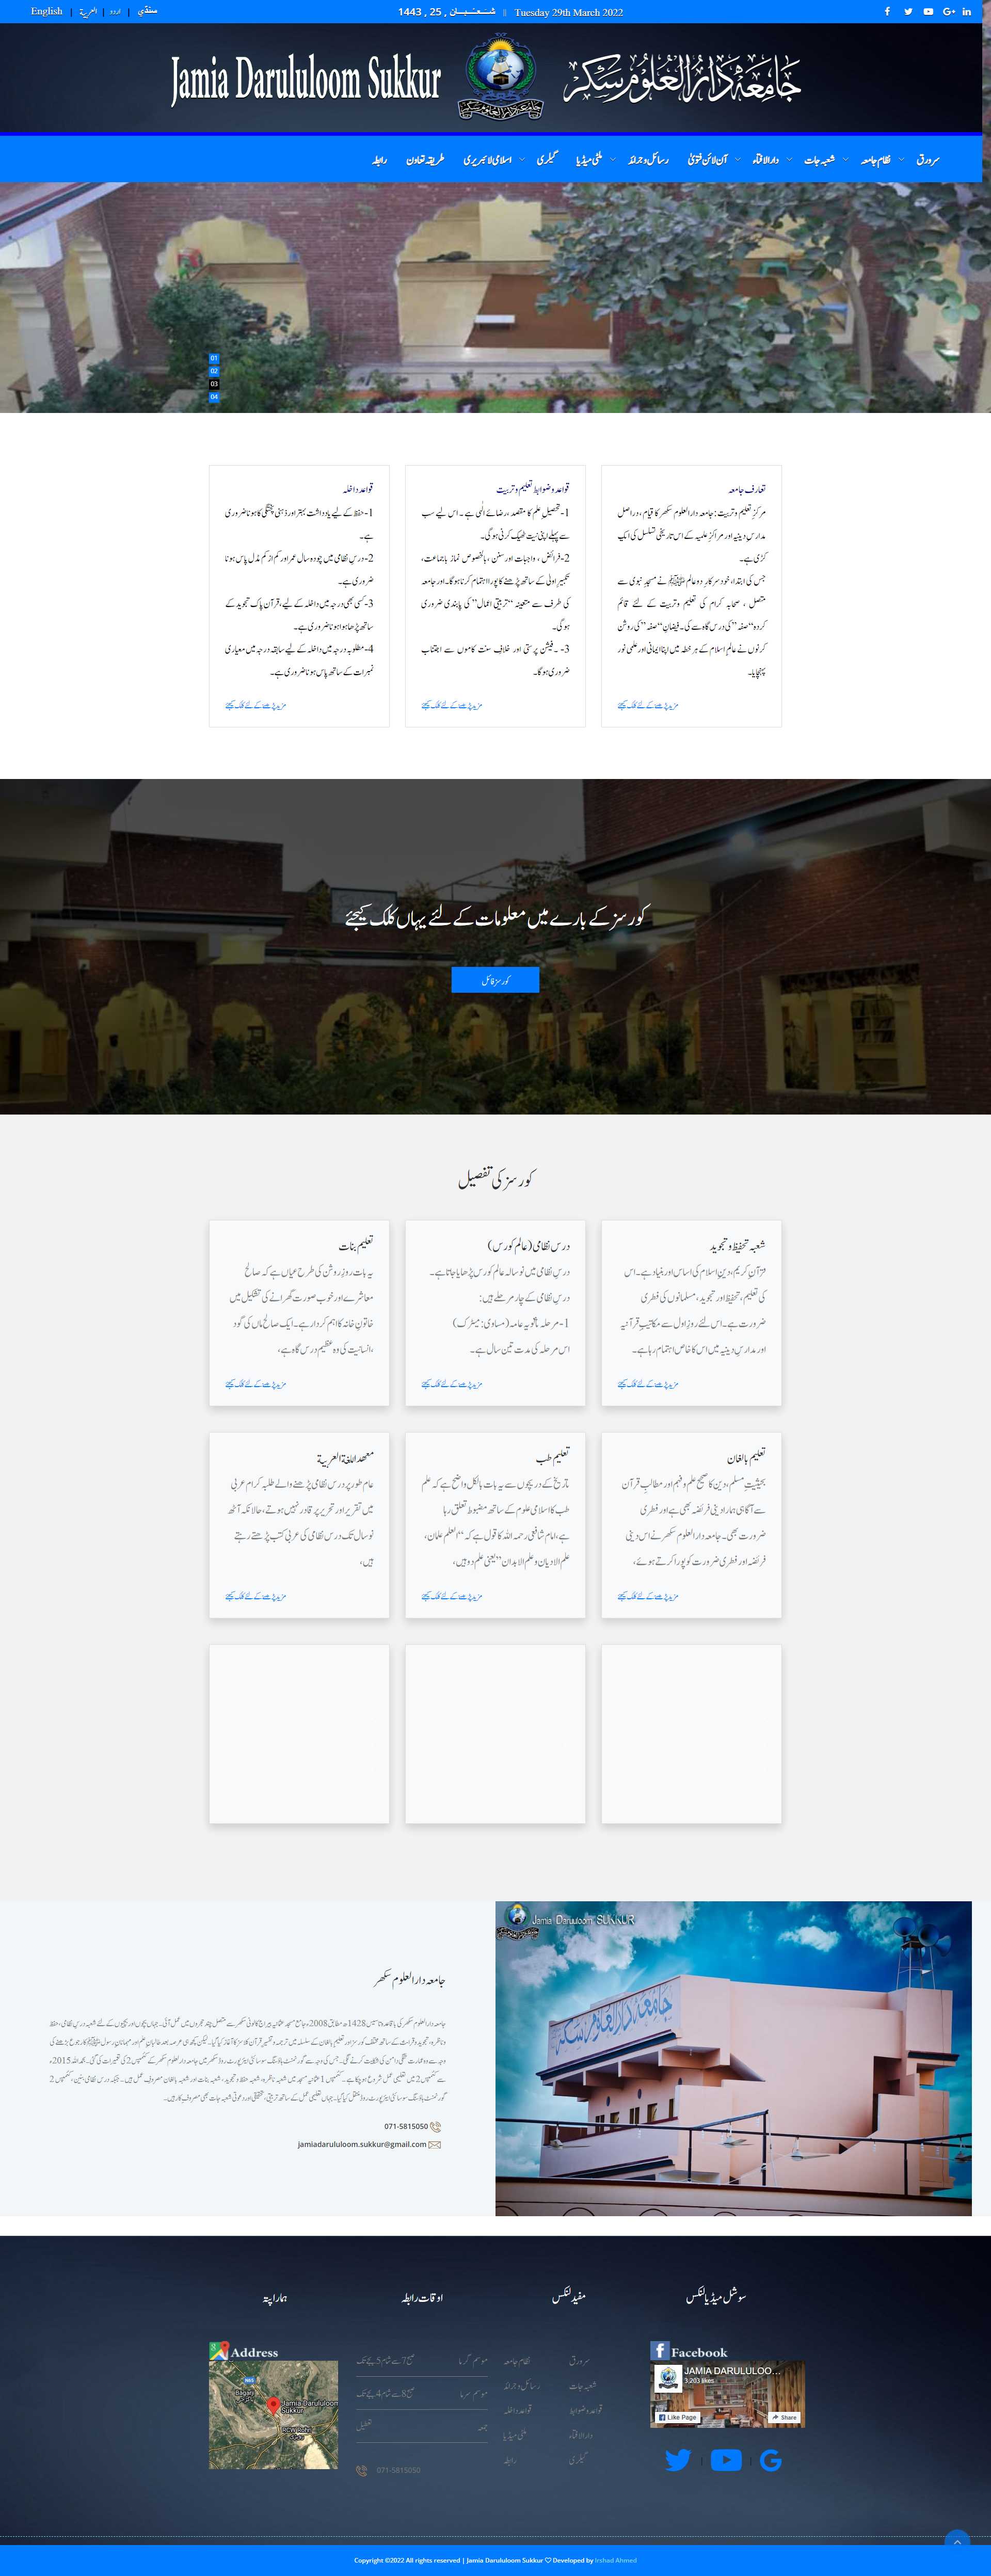 English | العربية | اردو | سنڌي
شــعــبــان , 25 , 1443 || Tuesday 29th March 2022
Jamia Darululoom Sukkur
جامعہ دارالعلوم سکر
سرورق نظام جامعہ شعبہ جات دارالافتاء آن لائن فتویٰ رسائل و جرائد ملٹی میڈیا گیلری اسلامی لائبریری طریقہ تعاون رابطہ
01
02
03
04
تعارف جامعہ
مرکزِ تعلیم وتربیت: جامعہ دارالعلوم سکھر کا قیام، دراصل
مدارسِ دینیہ اور مراکزِ علمیہ کے اس تاریخی تسلسل کی ایک
کڑی ہے۔
جس کی ابتدا، خود سرکارِ دوعالم ﷺ نے مسجدِ نبوی سے
متصل ، صحابہ کرام کی تعلیم وتربیت کے لئے قائم
کردہ “صفہ” کی درس گاہ سے کی۔ فیضانِ “صفہ” کی روشن
کرنوں نے عالمِ اسلام کے ہر خطہ میں اپنا ایمانی اور علمی نور
پہنچایا۔
مزید پڑھنے کے لئے کلک کیجئے
قواعد وضوابط تعلیم وتربیت
1-تحصیلِ علم کا مقصد ،رضائے الٰہی ہے ۔ اس لیے سب
سے پہلے اپنی نیت ٹھیک کرنی ہوگی۔
2-فرائض ، واجبات اور سنن ،بالخصوص نماز باجماعت،
تکبیرِ اولیٰ کے ساتھ پڑھنے کا پورا اہتمام کرنا ہوگا۔اور جامعہ
کی طرف سے متعینہ “تربیتی اعمال” کی پابندی ضروری
ہوگی۔
3- ۔فیشن پرستی اور خلافِ سنت کاموں سے اجتناب
ضروری ہوگا۔
مزید پڑھنے کے لئے کلک کیجئے
قواعد داخلہ
1-حفظ کے لیے یادداشت بہتر اور ذہنی پختگی کا ہونا ضروری
ہے۔
2-درسِ نظامی میں چودہ سال عمر اور کم از کم مڈل پاس ہونا
ضروری ہے۔
3-کسی بھی درجہ میں داخلہ کے لیے، قرآن پاک تجوید کے
ساتھ پڑھا ہوا ہونا ضروری ہے۔
4-مطلوبہ درجہ میں داخلہ کے لیے سابقہ درجہ میں معیاری
نمبرات کے ساتھ پاس ہونا ضروری ہے۔
مزید پڑھنے کے لئے کلک کیجئے
کورسز کے بارے میں معلومات کے لئے یہاں کلک کیجئے
کورسز فائل
کورسز کی تفصیل
شعبہ تحفیظ و تجوید
قرآنِ کریم، دینِ اسلام کی اساس اور بنیاد ہے۔ اس
کی تعلیم، تحفیظ اور تجوید، مسلمانوں کی فطری
ضرورت ہے۔ اس لئے روزِ اول سے مکاتیبِ قرآنیہ
اور مدارسِ دینیہ میں اس کا خاص اہتمام رہا ہے۔
مزید پڑھنے کے لئے کلک کیجئے
درس نظامی (عالم کورس)
درسِ نظامی میں نو سالہ عالم کورس پڑھایا جاتا ہے۔
درسِ نظامی کے چار مرحلے ہیں:
1-مرحلہ ثانویہ عامہ (مساوی: میٹرک)
اس مرحلہ کی مدت تین سال ہے۔
مزید پڑھنے کے لئے کلک کیجئے
تعلیم بنات
یہ بات روزِ روشن کی طرح عیاں ہے کہ صالح
معاشرے اور خوب صورت گھرانے کی تشکیل میں
خاتونِ خانہ کا اہم کردار ہے۔ ایک صالح ماں کی گود
،انسانیت کی وہ عظیم درس گاہ ہے،
مزید پڑھنے کے لئے کلک کیجئے
تعلیم بالغان
بحیثیتِ مسلم، دین کا صحیح علم و فہم اور مطالبِ قرآن
سے آگاہی ہمارا دینی فریضہ بھی ہے اور فطری
ضرورت بھی۔ جامعہ دارالعلوم سکھر نے اس دینی
فریضہ اور فطری ضرورت کو پورا کرتے ہوئے،
مزید پڑھنے کے لئے کلک کیجئے
تعلیم طب
تاریخ کے دریچوں سے یہ بات بالکل واضح ہے کہ علم
طب کا اسلامی علوم کے ساتھ مضبوط تعلق رہا
ہے،امام شافعی رحمہ اللہ کا قول ہے کہ “العلم علمان،
علم الادیان وعلم الابدان” یعنی علم دو ہیں،
مزید پڑھنے کے لئے کلک کیجئے
معهد اللغة العربية
عام طور پر درسِ نظامی پڑھنے والے طلبہ کرام عربی
میں تقریر اور تحریر پر قادر نہیں ہوتے، حالانکہ آٹھ
نو سال تک درس نظامی کی عربی کتب پڑھتے رہتے
ہیں،
مزید پڑھنے کے لئے کلک کیجئے
Jamia Daruuloom SUKKUR
جامعہ دارالعلوم سکھر
071-5815050
jamiadarululoom.sukkur@gmail.com
سوشل میڈیا لنکس
Facebook
JAMIA DARULULOO...
3,203 likes
Like Page
Share
مفید لنکس
سرورق نظام جامعہ
شعبہ جات رسائل و جرائد
قواعد و ضوابط قواعد داخلہ
دارالافتاء ملٹی میڈیا
گیلری رابطہ
اوقات رابطہ
موسم گرما صبح 7 سے شام 5 بجے تک
موسم سرما صبح 8 سے شام 4 بجے تک
جمعہ تعطیل
071-5815050
ہمارا پتہ
Address
N65
Bagarji
Jamia Darululoom
Sukkur
RCW Rohri
Copyright ©2022 All rights reserved | Jamia Darululoom Sukkur ♡ Developed by Irshad Ahmed